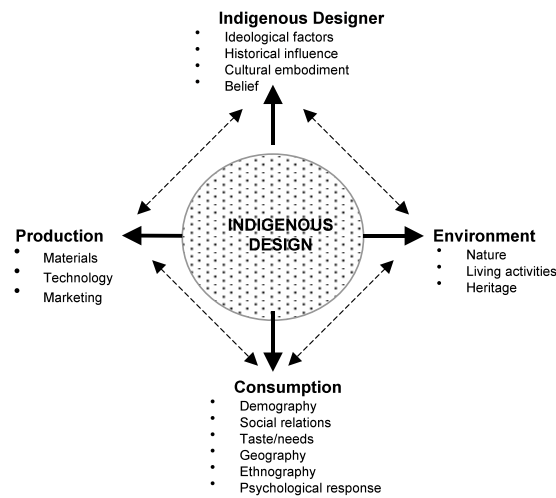 Indigenous Designer
• Ideological factors
• Historical influence
• Cultural embodiment
• Belief
INDIGENOUS
DESIGN
Production
• Materials
• Technology
• Marketing
Environment
• Nature
• Living activities
• Heritage
Consumption
• Demography
• Social relations
• Taste/needs
• Geography
• Ethnography
• Psychological response